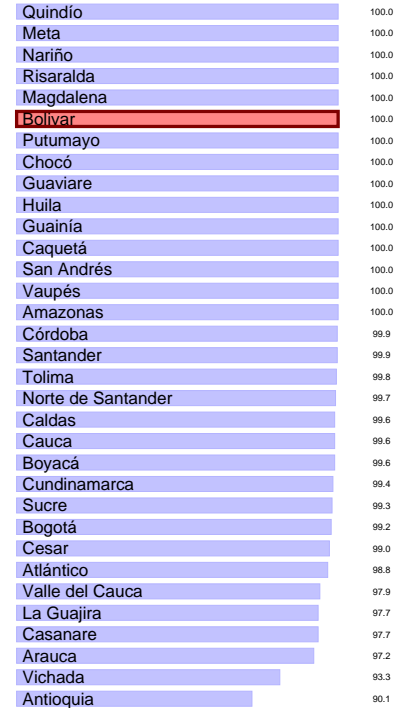 Quindío 100.0
Meta 100.0
Nariño 100.0
Risaralda 100.0
Magdalena 100.0
Bolivar 100.0
Putumayo 100.0
Chocó 100.0
Guaviare 100.0
Huila 100.0
Guainía 100.0
Caquetá 100.0
San Andrés 100.0
Vaupés 100.0
Amazonas 100.0
Córdoba 99.9
Santander 99.9
Tolima 99.8
Norte de Santander 99.7
Caldas 99.6
Cauca 99.6
Boyacá 99.6
Cundinamarca 99.4
Sucre 99.3
Bogotá 99.2
Cesar 99.0
Atlántico 98.8
Valle del Cauca 97.9
La Guajira 97.7
Casanare 97.7
Arauca 97.2
Vichada 93.3
Antioquia 90.1